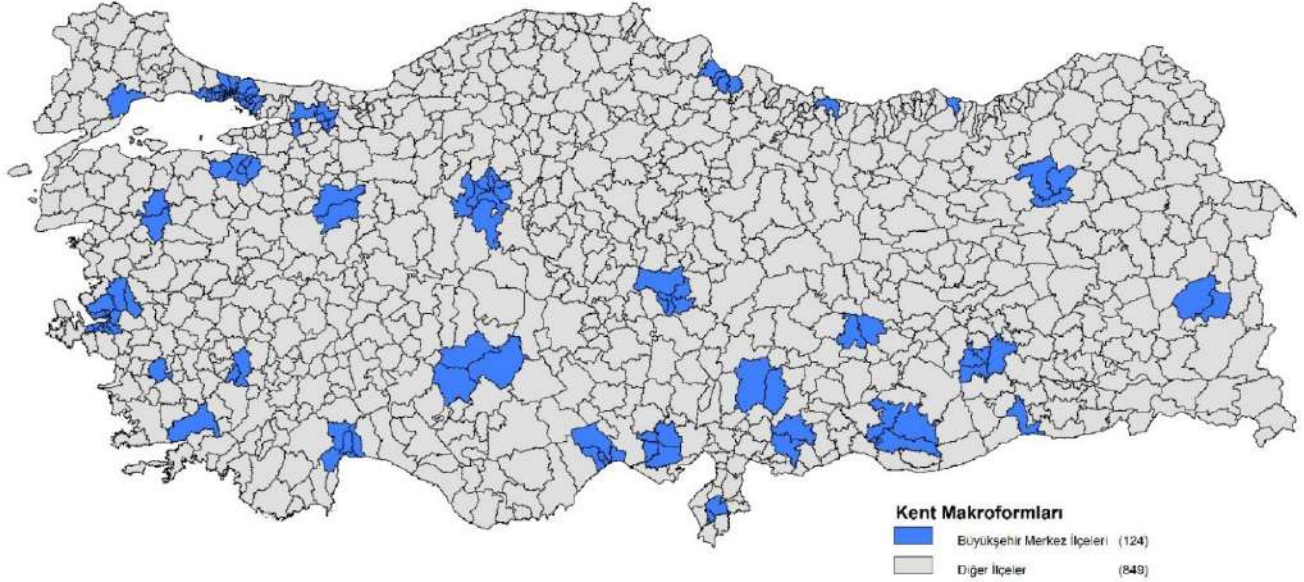 Kent Makroformları
Büyükşehir Merkez İlçeleri (124)
Diğer İlçeler (849)